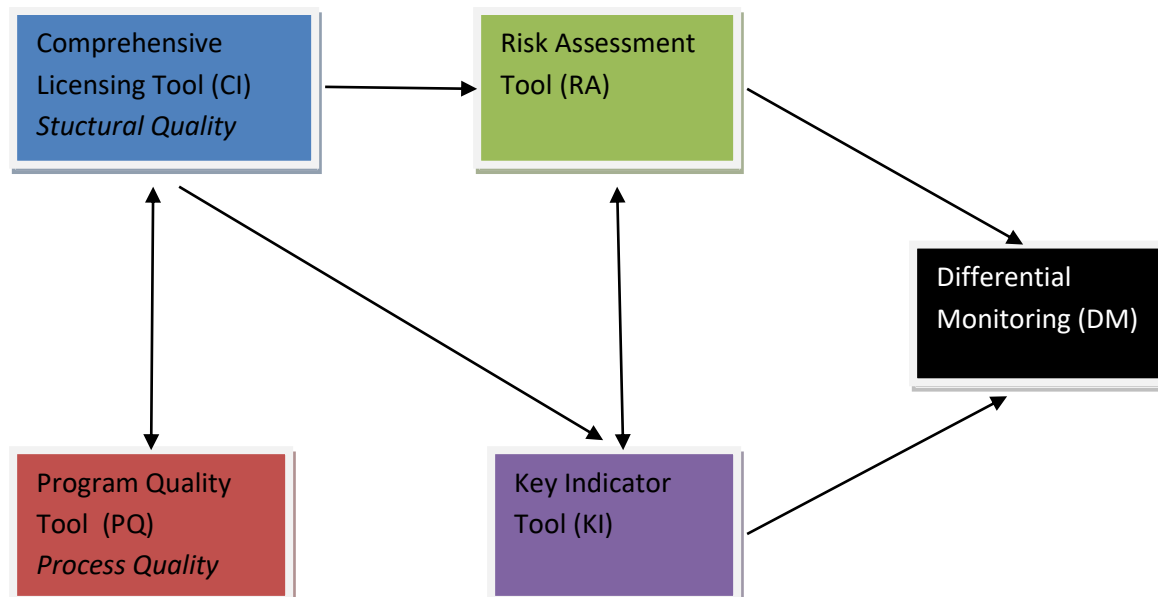 Comprehensive
Licensing Tool (CI)
Stuctural Quality
Risk Assessment
Tool (RA)
Differential
Monitoring (DM)
Program Quality
Tool  (PQ)
Process Quality
Key Indicator
Tool (KI)